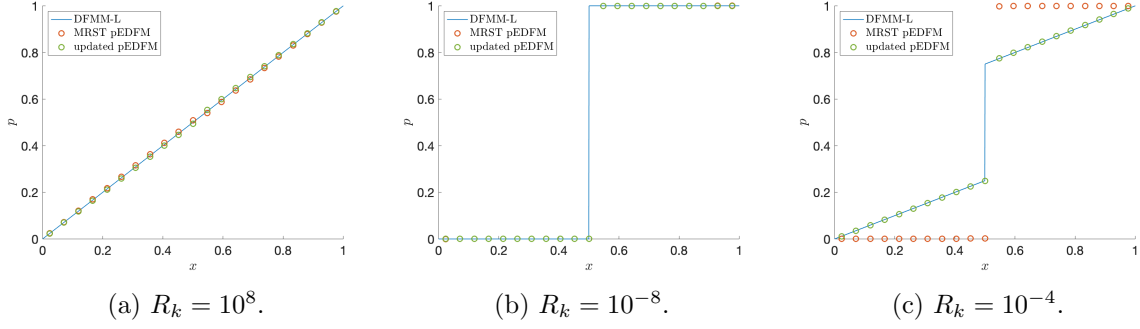 1
0.8
0.6
0.4
0.2
0
p
0 0.2 0.4 0.6 0.8 1
x
DFMM-L
MRST pEDFM
updated pEDFM
(a) R_k = 10^8.
1
0.8
0.6
0.4
0.2
0
p
0 0.2 0.4 0.6 0.8 1
x
DFMM-L
MRST pEDFM
updated pEDFM
(b) R_k = 10^{-8}.
1
0.8
0.6
0.4
0.2
0
p
0 0.2 0.4 0.6 0.8 1
x
DFMM-L
MRST pEDFM
updated pEDFM
(c) R_k = 10^{-4}.